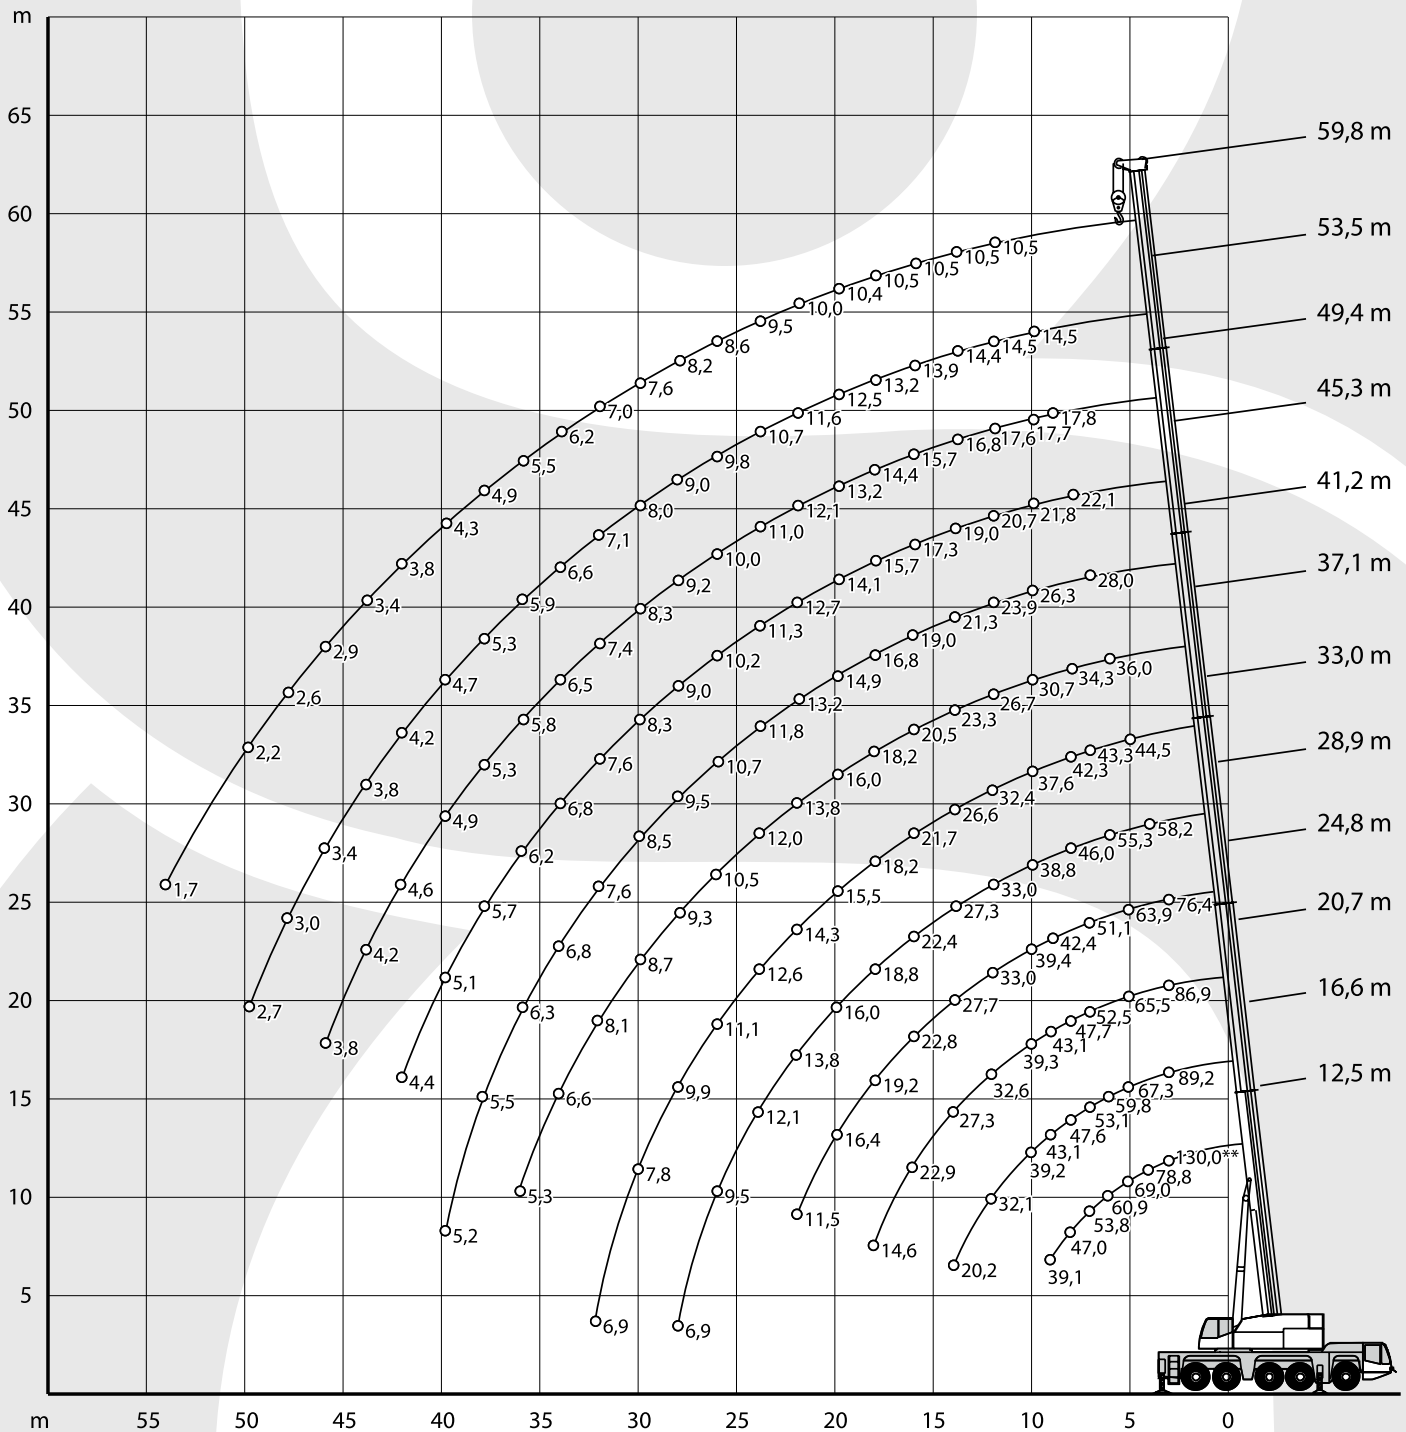 m
65
60
55
50
45
40
35
30
25
20
15
10
5
m 55 50 45 40 35 30 25 20 15 10 5 0
59,8 m
53,5 m
49,4 m
45,3 m
41,2 m
37,1 m
33,0 m
28,9 m
24,8 m
20,7 m
16,6 m
12,5 m
1,7 2,2 2,6 2,9 3,4 3,8 4,3 4,9 5,5 6,2 7,0 7,6 8,2 8,6 9,5 10,0 10,4 10,5 10,5 10,5 10,5
2,7 3,0 3,4 3,8 4,2 4,7 5,3 5,9 6,6 7,1 8,0 9,0 9,8 10,7 11,6 12,5 13,2 13,9 14,4 14,5 14,5
3,8 4,2 4,6 4,9 5,3 5,8 6,5 7,4 8,3 9,2 10,0 11,0 12,1 13,2 14,4 15,7 16,8 17,6 17,7 17,8
4,4 5,1 5,7 6,2 6,8 7,6 8,3 9,0 10,2 11,3 12,7 14,1 15,7 17,3 19,0 20,7 21,8 22,1
5,2 5,5 6,3 6,8 7,6 8,5 9,5 10,7 11,8 13,2 14,9 16,8 19,0 21,3 23,9 26,3 28,0
5,3 6,6 8,1 8,7 9,3 10,5 12,0 13,8 16,0 18,2 20,5 23,3 26,7 30,7 34,3 36,0
6,9 7,8 9,9 11,1 12,6 14,3 15,5 18,2 21,7 26,6 32,4 37,6 42,3 43,3 44,5
6,9 9,5 12,1 13,8 16,0 18,8 22,4 27,3 33,0 38,8 46,0 55,3 58,2
11,5 16,4 19,2 22,8 27,7 33,0 39,4 42,4 51,1 63,9 76,4
14,6 22,9 27,3 32,6 39,3 43,1 47,7 52,5 65,5 86,9
20,2 32,1 39,2 43,1 47,6 53,1 59,8 67,3 89,2
39,1 47,0 53,8 60,9 69,0 78,8 130,0**